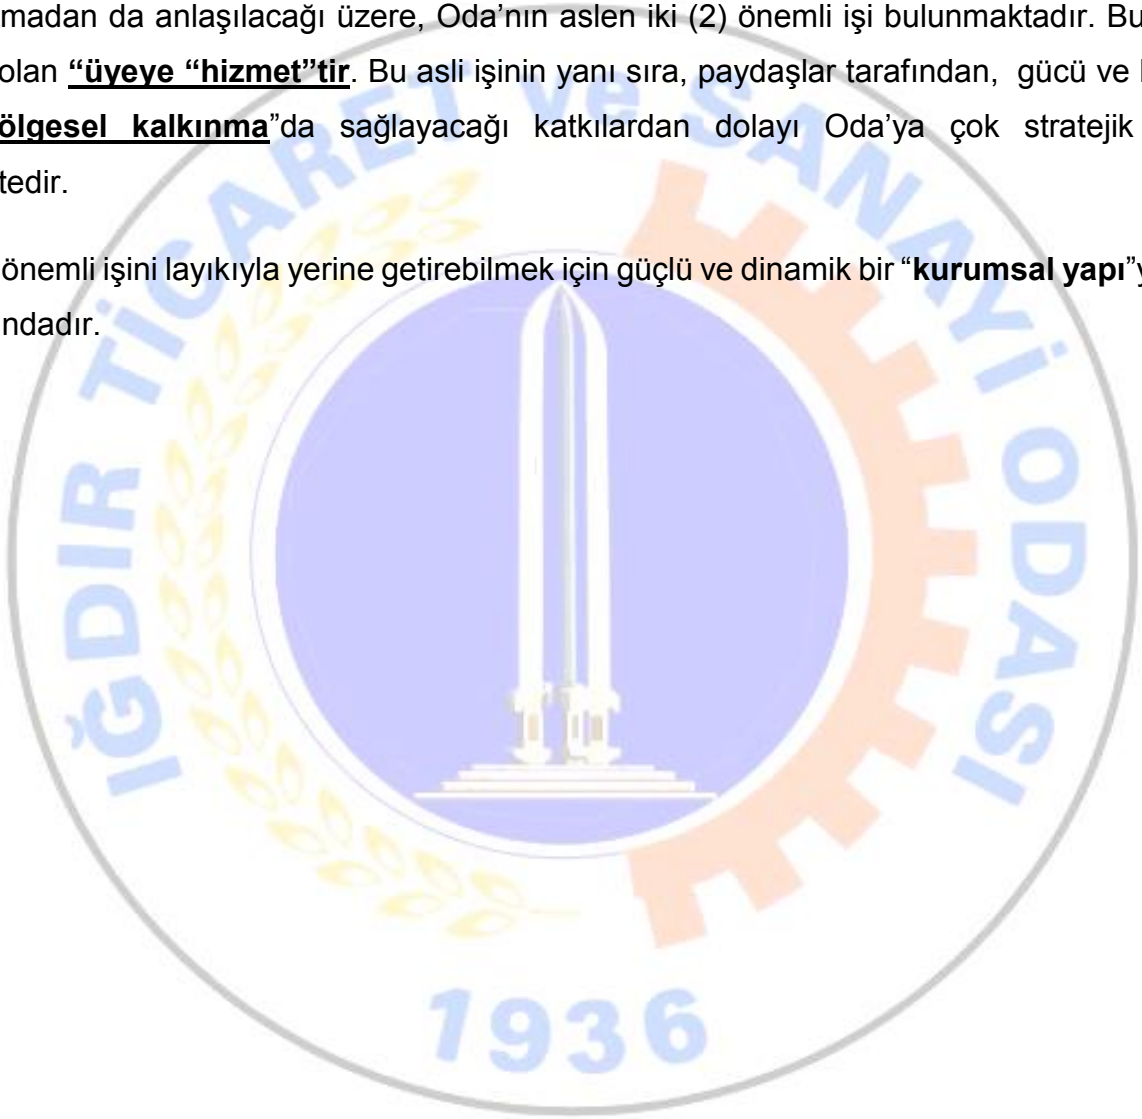 madan da anlaşılacağı üzere, Oda’nın aslen iki (2) önemli işi bulunmaktadır. Bu
olan “üyeye “hizmet”tir. Bu asli işinin yanı sıra, paydaşlar tarafından, gücü ve
ölgesel kalkınma”da sağlayacağı katkılardan dolayı Oda’ya çok stratejik
tedir.
önemli işini layıkıyla yerine getirebilmek için güçlü ve dinamik bir “kurumsal yapı”y
ndadır.
IĞDIR TİCARET ve SANAYİ ODASI
1936